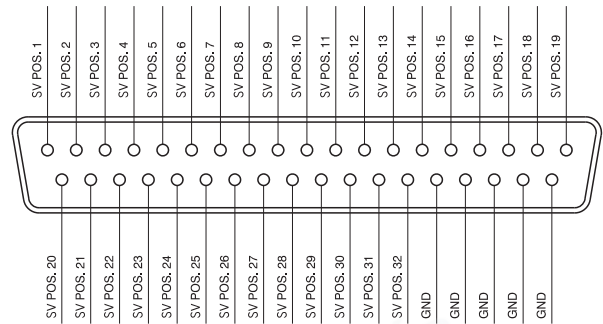 SV POS. 1
SV POS. 2
SV POS. 3
SV POS. 4
SV POS. 5
SV POS. 6
SV POS. 7
SV POS. 8
SV POS. 9
SV POS. 10
SV POS. 11
SV POS. 12
SV POS. 13
SV POS. 14
SV POS. 15
SV POS. 16
SV POS. 17
SV POS. 18
SV POS. 19
SV POS. 20
SV POS. 21
SV POS. 22
SV POS. 23
SV POS. 24
SV POS. 25
SV POS. 26
SV POS. 27
SV POS. 28
SV POS. 29
SV POS. 30
SV POS. 31
SV POS. 32
GND
GND
GND
GND
GND